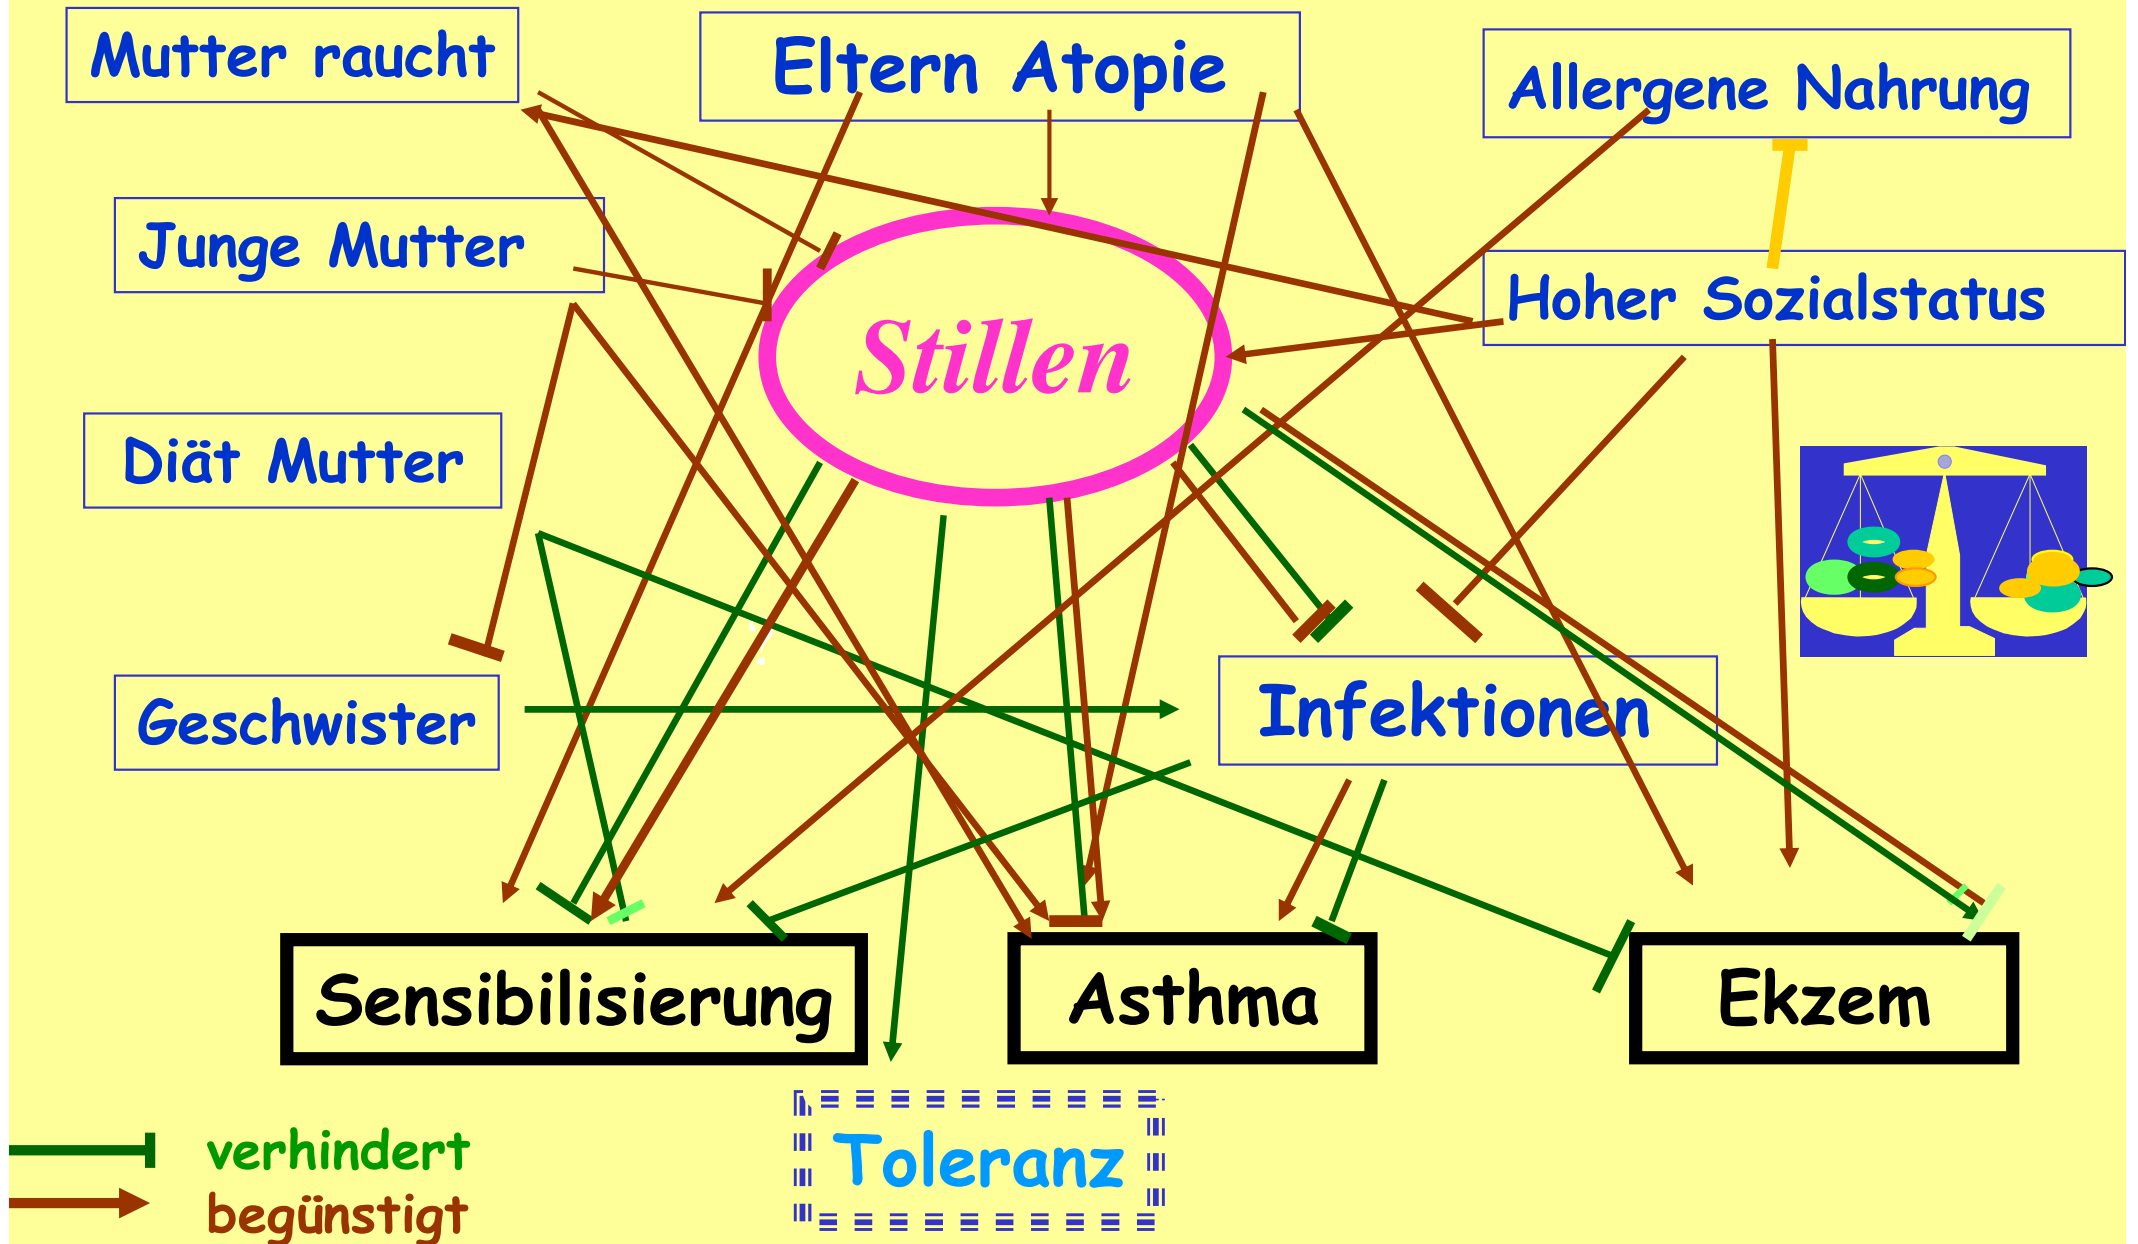 Mutter raucht
Eltern Atopie
Allergene Nahrung
Junge Mutter
Hoher Sozialstatus
Stillen
Diät Mutter
Geschwister
Infektionen
Sensibilisierung
Asthma
Ekzem
Toleranz
verhindert
begünstigt